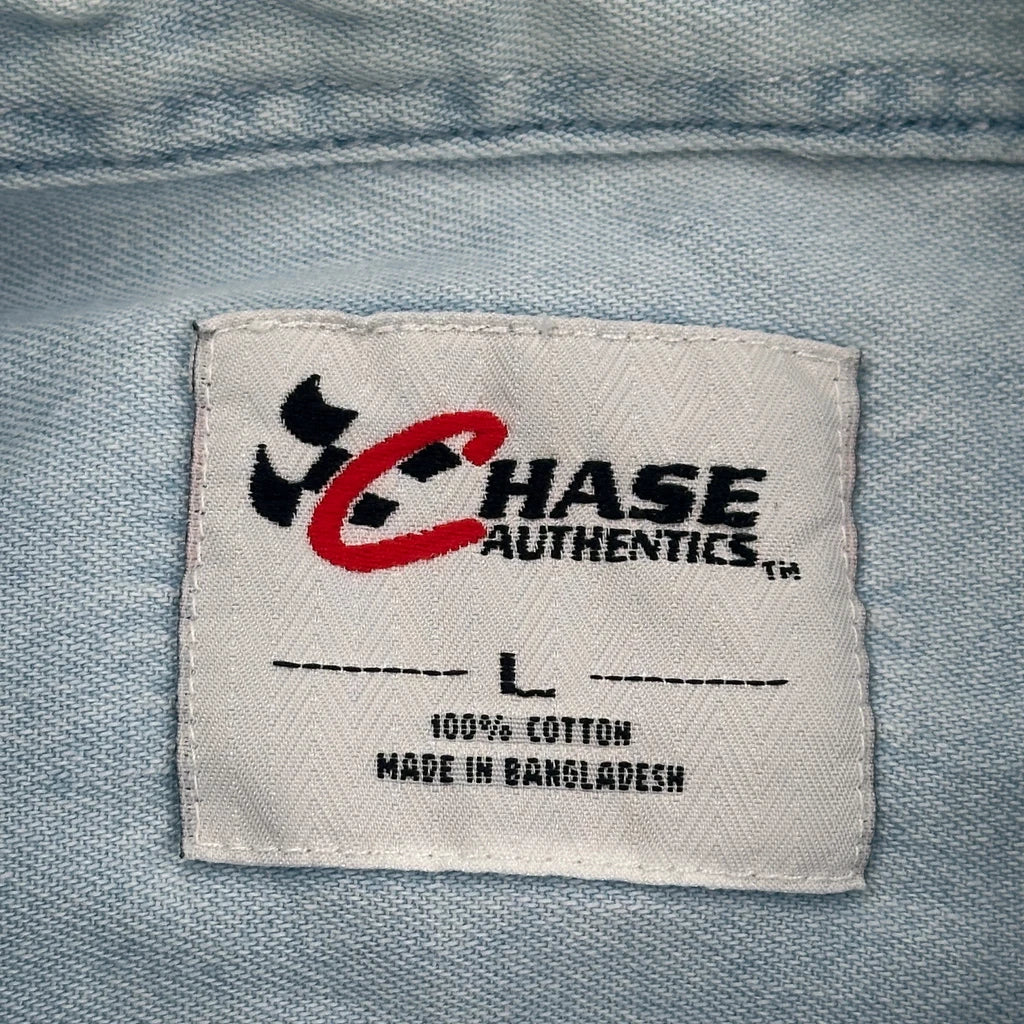 CHASE
AUTHENTICS™
L
100% COTTON
MADE IN BANGLADESH